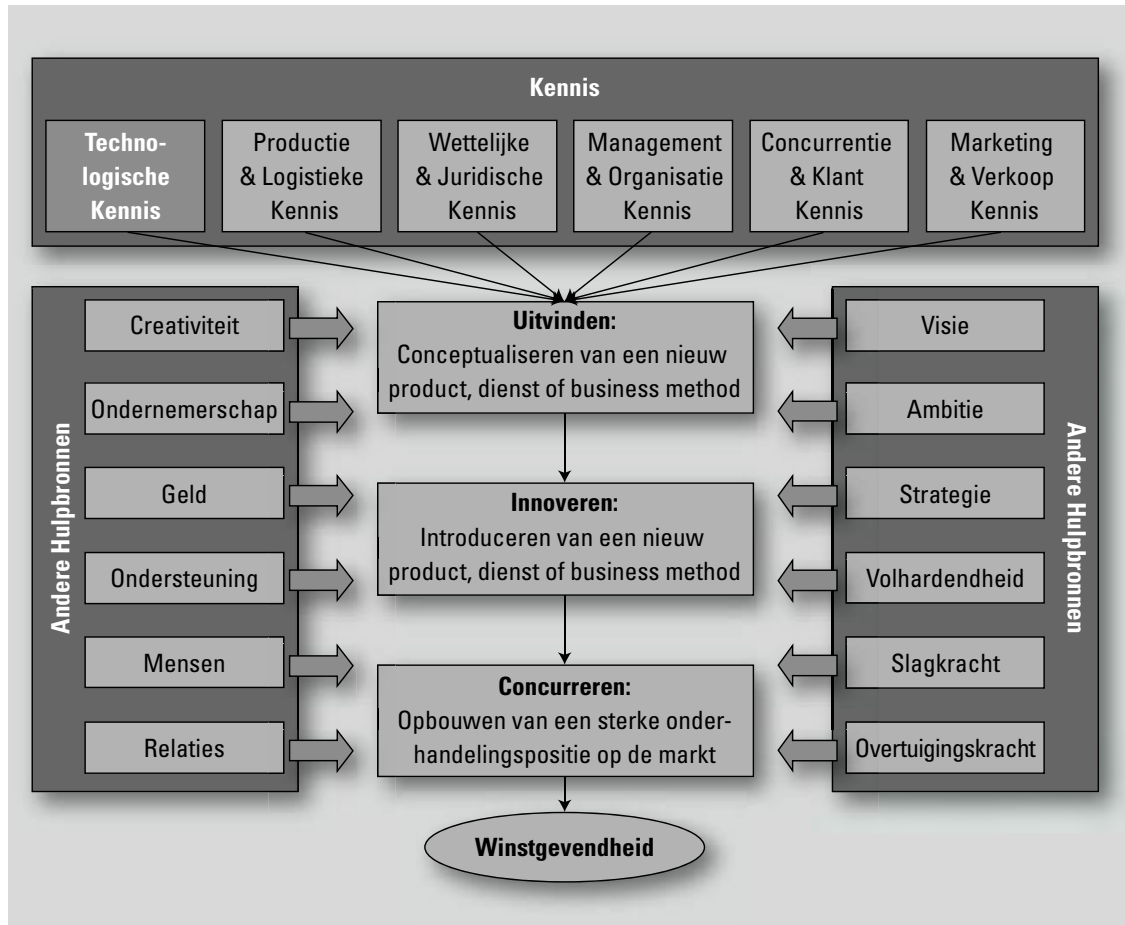 Kennis
Techno-
logische
Kennis
Productie
& Logistieke
Kennis
Wettelijke
& Juridische
Kennis
Management
& Organisatie
Kennis
Concurrentie
& Klant
Kennis
Marketing
& Verkoop
Kennis
Andere Hulpbronnen
Creativiteit
Ondernemerschap
Geld
Ondersteuning
Mensen
Relaties
Uitvinden:
Conceptualiseren van een nieuw
product, dienst of business method
Innoveren:
Introduceren van een nieuw
product, dienst of business method
Concurreren:
Opbouwen van een sterke onder-
handelingspositie op de markt
Winstgevendheid
Visie
Ambitie
Strategie
Volhardendheid
Slagkracht
Overtuigingskracht
Andere Hulpbronnen